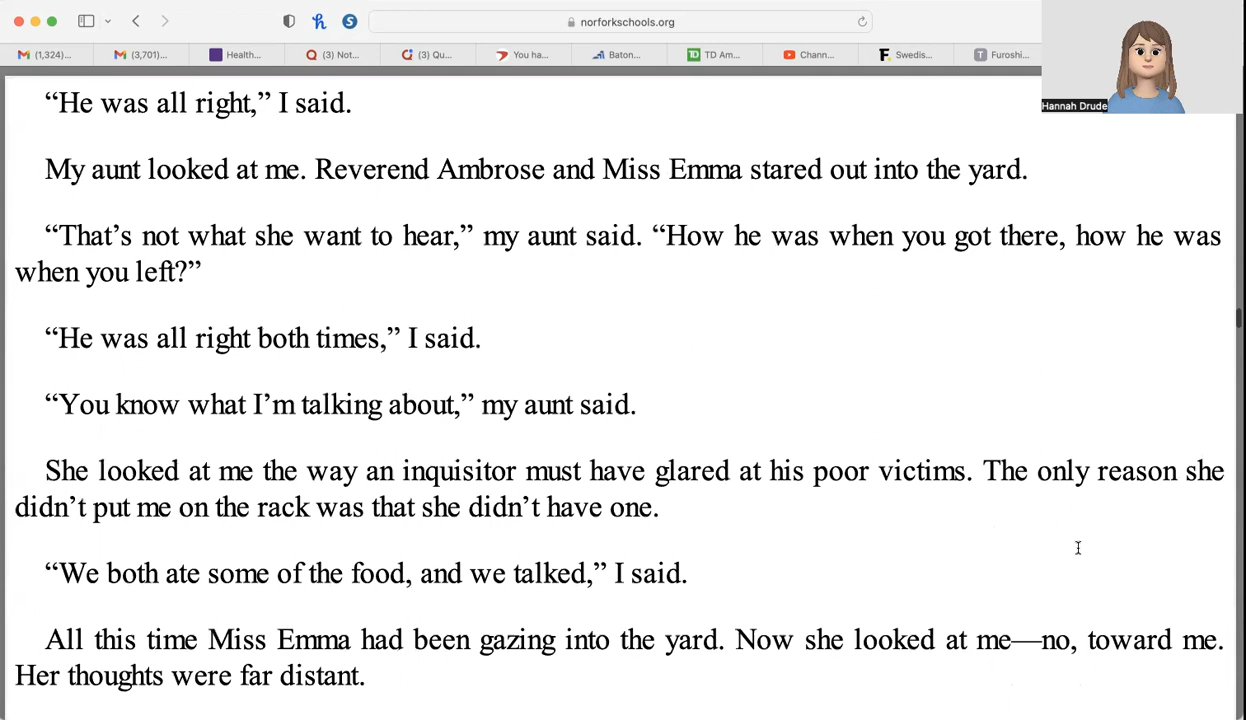 norforkschools.org
(1,324)...
(3,701)...
Health...
(3) Not...
(3) Qu...
You ha...
Baton...
TD Am...
Chann...
Swedis...
Furoshi...
Hannah Drude
“He was all right,” I said.
My aunt looked at me. Reverend Ambrose and Miss Emma stared out into the yard.
“That’s not what she want to hear,” my aunt said. “How he was when you got there, how he was
when you left?”
“He was all right both times,” I said.
“You know what I’m talking about,” my aunt said.
She looked at me the way an inquisitor must have glared at his poor victims. The only reason she
didn’t put me on the rack was that she didn’t have one.
“We both ate some of the food, and we talked,” I said.
All this time Miss Emma had been gazing into the yard. Now she looked at me—no, toward me.
Her thoughts were far distant.